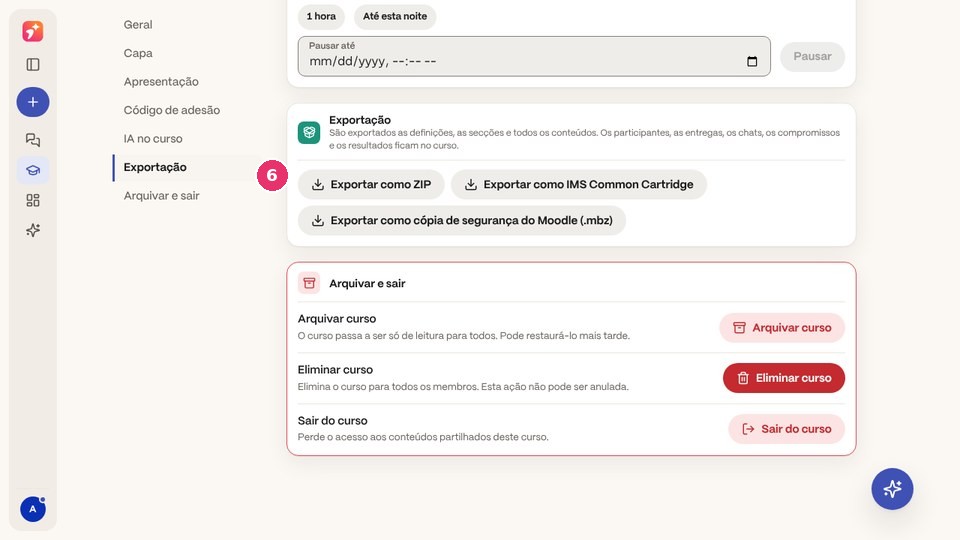 Geral
Capa
Apresentação
Código de adesão
IA no curso
Exportação
Arquivar e sair
A
6
1 hora
Até esta noite
Pausar até
mm/dd/yyyy, --:-- --
Pausar
Exportação
São exportados as definições, as secções e todos os conteúdos. Os participantes, as entregas, os chats, os compromissos
e os resultados ficam no curso.
Exportar como ZIP
Exportar como IMS Common Cartridge
Exportar como cópia de segurança do Moodle (.mbz)
Arquivar e sair
Arquivar curso
O curso passa a ser só de leitura para todos. Pode restaurá-lo mais tarde.
Arquivar curso
Eliminar curso
Elimina o curso para todos os membros. Esta ação não pode ser anulada.
Eliminar curso
Sair do curso
Perde o acesso aos conteúdos partilhados deste curso.
Sair do curso